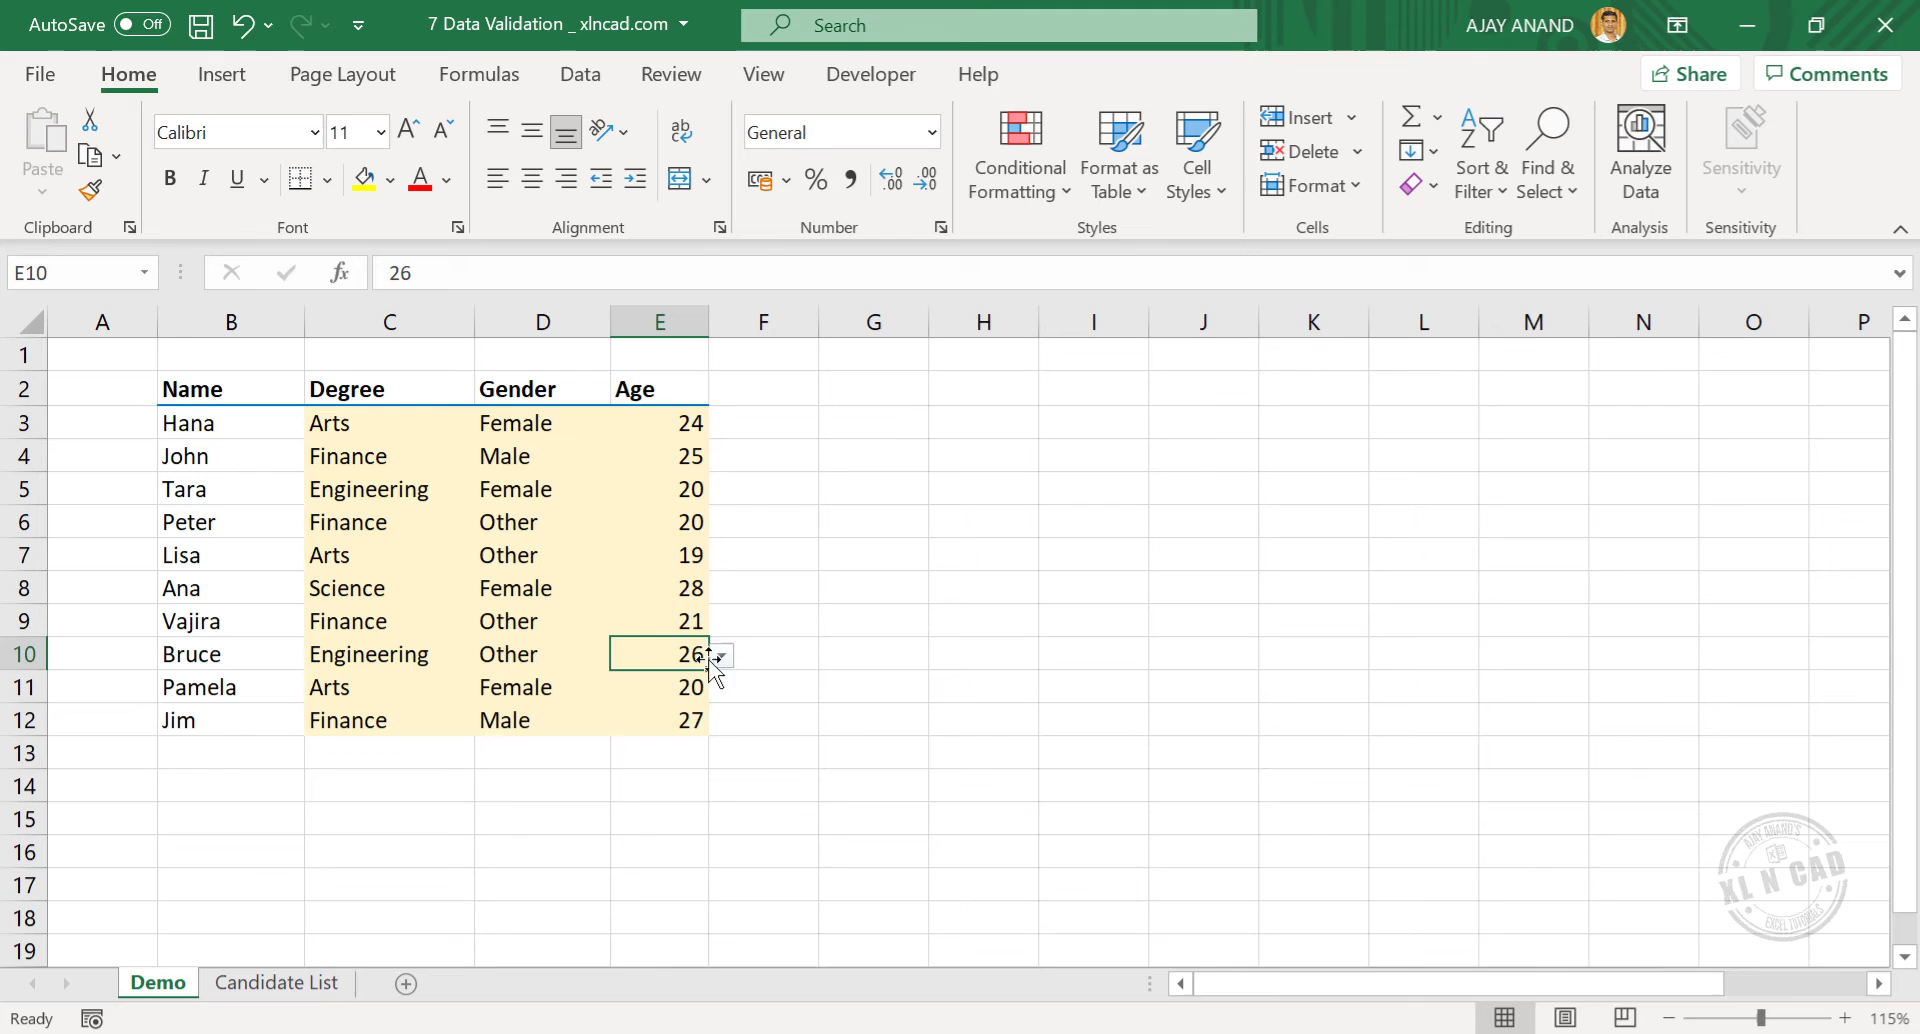 AutoSave Off 7 Data Validation _ xlncad.com Search AJAY ANAND
File Home Insert Page Layout Formulas Data Review View Developer Help Share Comments
Paste Calibri 11 ab General Conditional Formatting Format as Table Cell Styles Insert Delete Format Sort & Filter Find & Select Analyze Data Sensitivity
Clipboard Font Alignment Number Styles Cells Editing Analysis Sensitivity
E10 fx 26
A B C D E F G H I J K L M N O P
1
2 Name Degree Gender Age
3 Hana Arts Female 24
4 John Finance Male 25
5 Tara Engineering Female 20
6 Peter Finance Other 20
7 Lisa Arts Other 19
8 Ana Science Female 28
9 Vajira Finance Other 21
10 Bruce Engineering Other 26
11 Pamela Arts Female 20
12 Jim Finance Male 27
13
14
15
16
17
18
19
AJAY ANAND'S
XL N CAD
EXCEL TUTORIALS
Demo Candidate List
Ready 115%